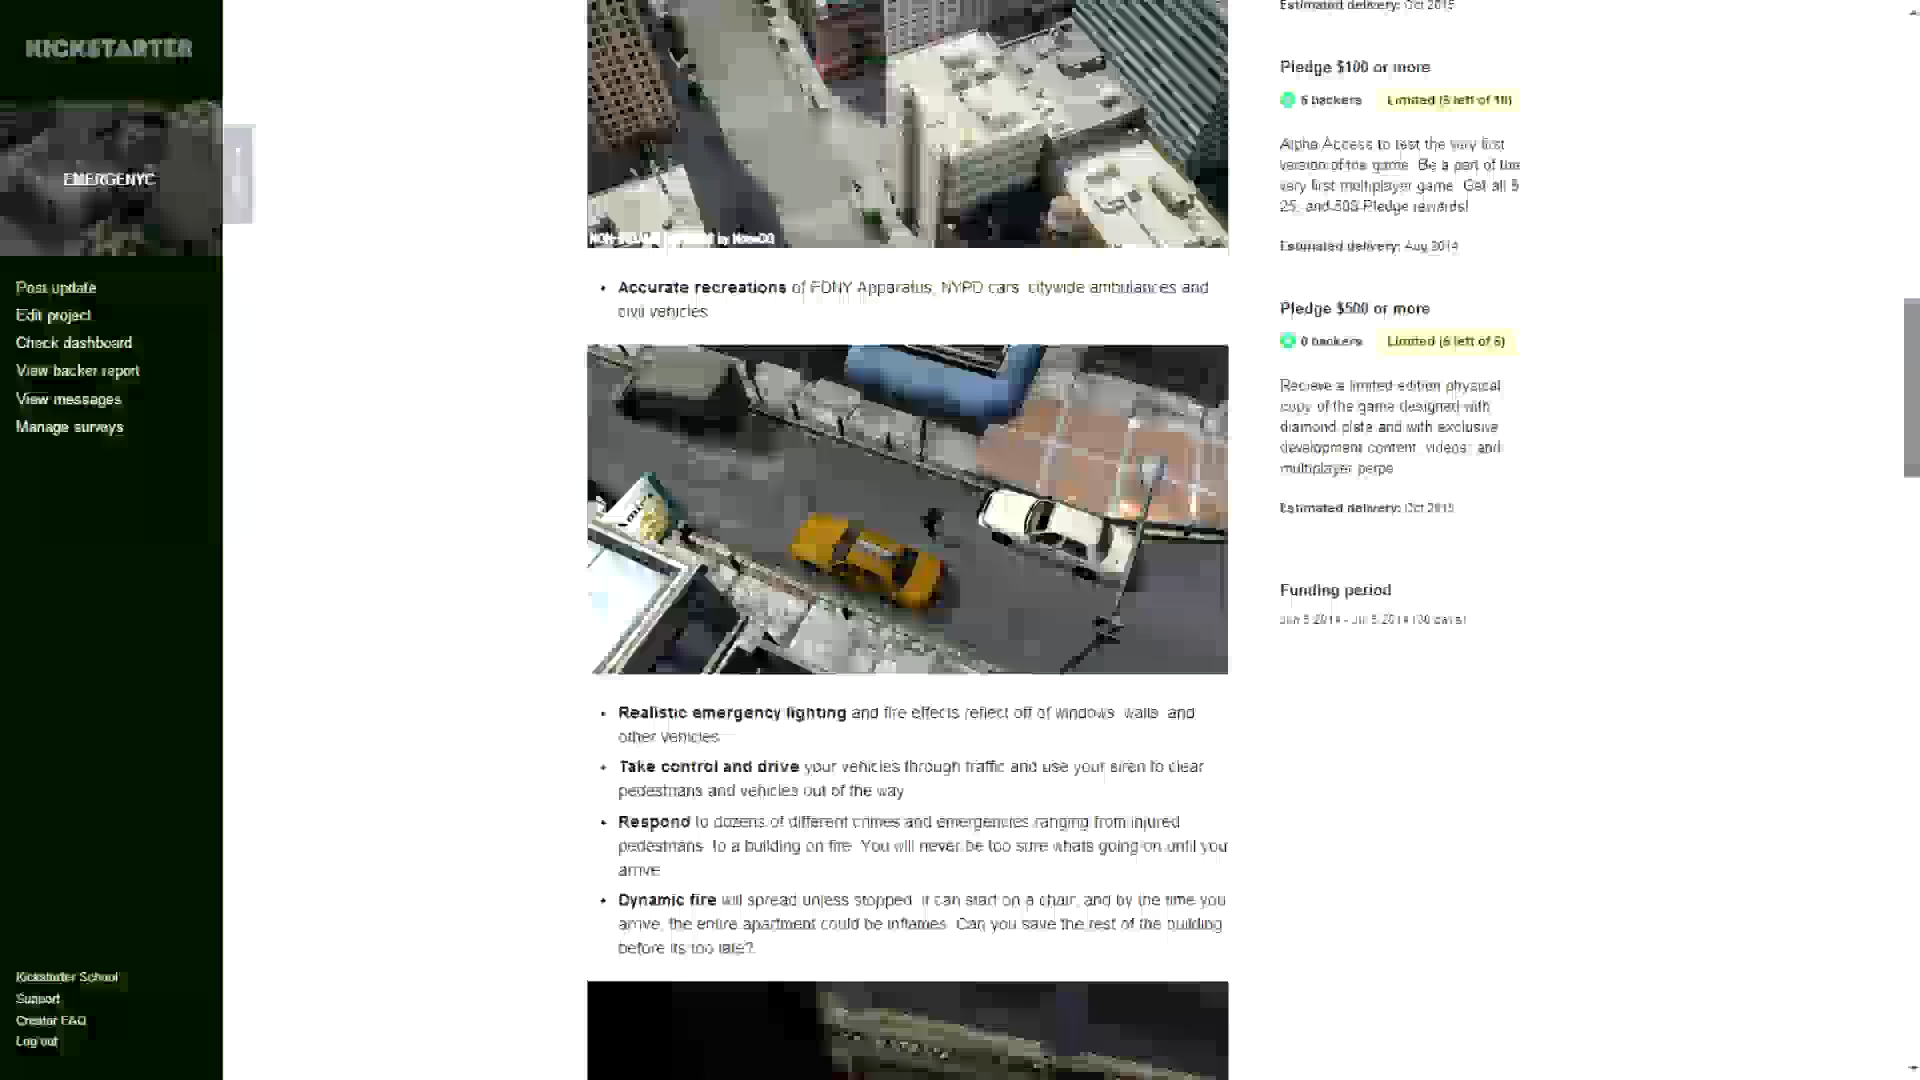 KICKSTARTER
EMERGENYC
Post update
Edit project
Check dashboard
View backer report
View messages
Manage surveys
Kickstarter School
Support
Creator FAQ
Log out
by
• Accurate recreations of FDNY Apparatus, NYPD cars, citywide ambulances and
civil vehicles
• Realistic emergency lighting and fire effects reflect off of windows, walls, and
other vehicles
• Take control and drive your vehicles through traffic and use your siren to clear
pedestrians and vehicles out of the way
• Respond to dozens of different crimes and emergencies ranging from injured
pedestrians, to a building on fire. You will never be too sure whats going on until you
arrive
• Dynamic fire will spread unless stopped. It can start on a chair, and by the time you
arrive, the entire apartment could be inflames. Can you save the rest of the building
before its too late?
Estimated delivery: Oct 2015
Pledge $100 or more
5 backers Limited (5 left of 10)
Alpha Access to test the very first
version of the game. Be a part of the
very first multiplayer game. Get all 5
25, and 50$ Pledge rewards!
Estimated delivery: Aug 2014
Pledge $500 or more
0 backers Limited (5 left of 5)
Recieve a limited edition physical
copy of the game designed with
diamond plate and with exclusive
development content, videos, and
multiplayer perps
Estimated delivery: Oct 2015
Funding period